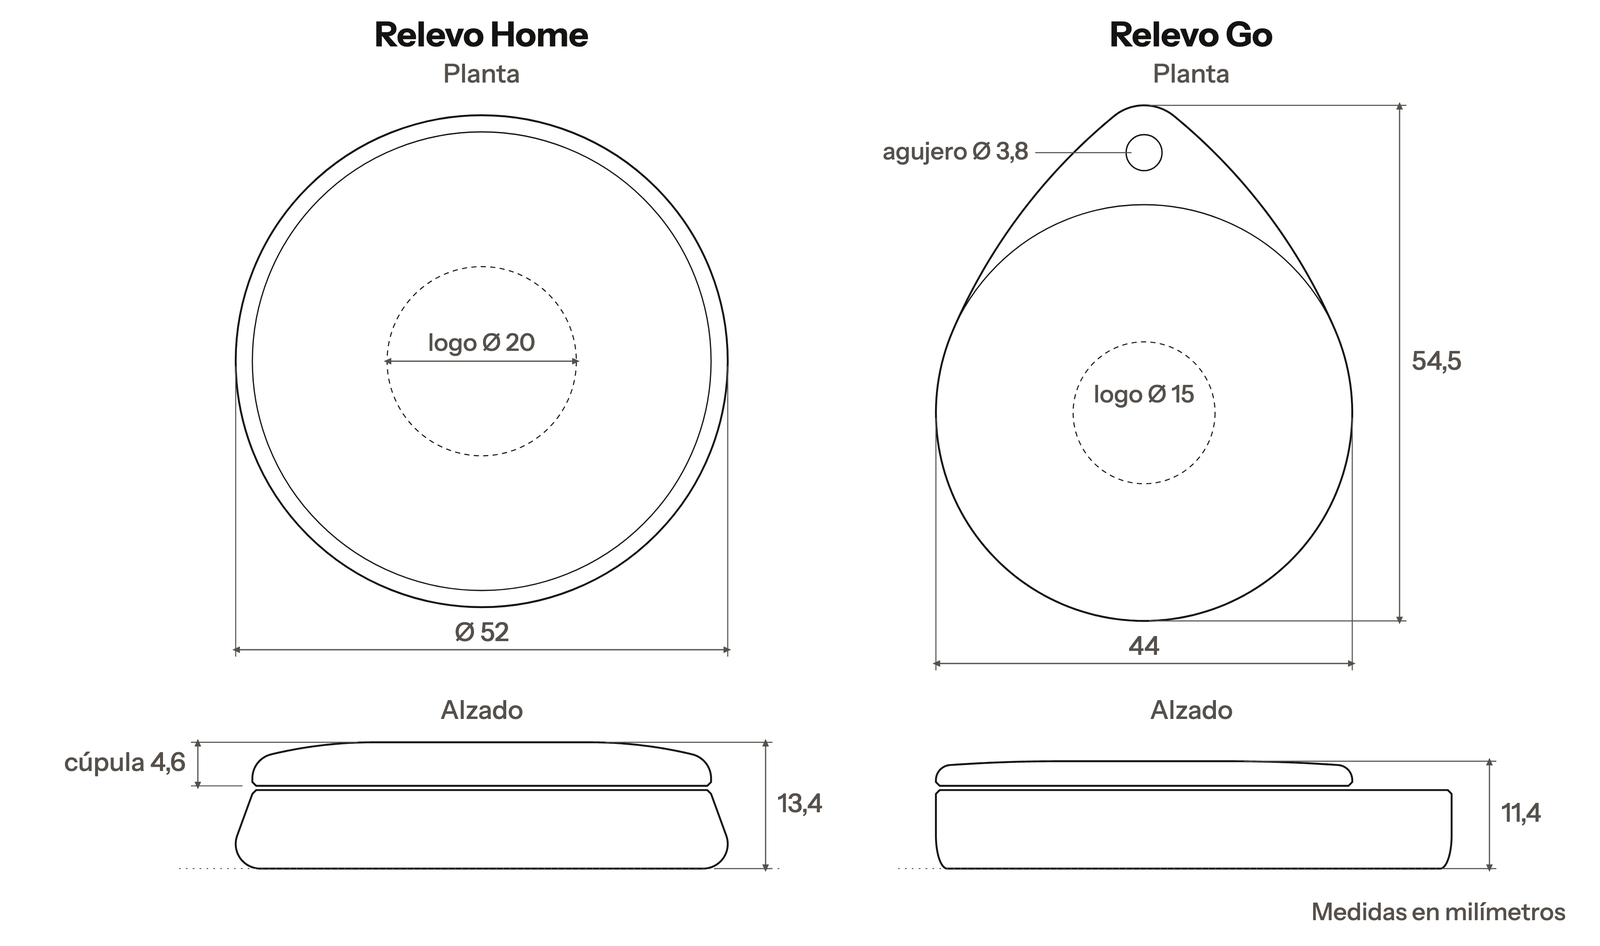 Relevo Home
Planta
logo Ø 20
Ø 52
Alzado
cúpula 4,6
13,4
Relevo Go
Planta
agujero Ø 3,8
logo Ø 15
54,5
44
Alzado
11,4
Medidas en milímetros